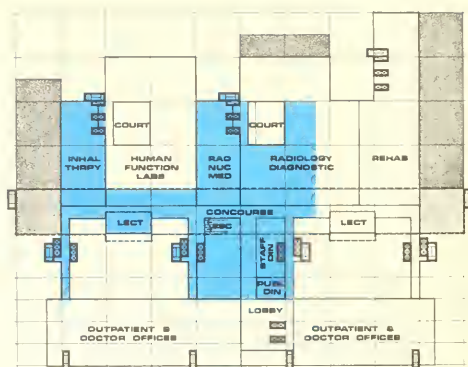 COURT
COURT
INHAL
THRPY
HUMAN
FUNCTION
LABS
RAD
NUC
MED
RADIOLOGY
DIAGNOSTIC
REHAB
CONCOURSE
LECT
LECT
STAFF
DIN
PUB
DIN
LOBBY
OUTPATIENT &
DOCTOR OFFICES
OUTPATIENT &
DOCTOR OFFICES